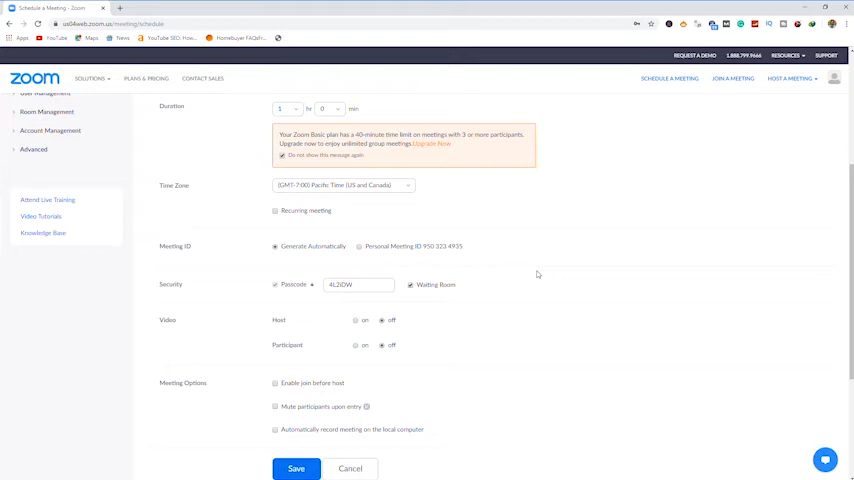 Schedule a Meeting - Zoom
us04web.zoom.us/meeting/schedule
Apps YouTube Maps News YouTube SEO: How... Homebuyer FAQsFr...
REQUEST A DEMO 1.888.799.9666 RESOURCES SUPPORT
zoom SOLUTIONS PLANS & PRICING CONTACT SALES SCHEDULE A MEETING JOIN A MEETING HOST A MEETING
User Management
Room Management
Account Management
Advanced
Attend Live Training
Video Tutorials
Knowledge Base
Duration 1 hr 0 min
Your Zoom Basic plan has a 40-minute time limit on meetings with 3 or more participants.
Upgrade now to enjoy unlimited group meetings. Upgrade Now
Do not show this message again
Time Zone (GMT-7:00) Pacific Time (US and Canada)
Recurring meeting
Meeting ID Generate Automatically Personal Meeting ID 950 323 4935
Security Passcode 4L2iDW Waiting Room
Video Host on off
Participant on off
Meeting Options Enable join before host
Mute participants upon entry
Automatically record meeting on the local computer
Save Cancel